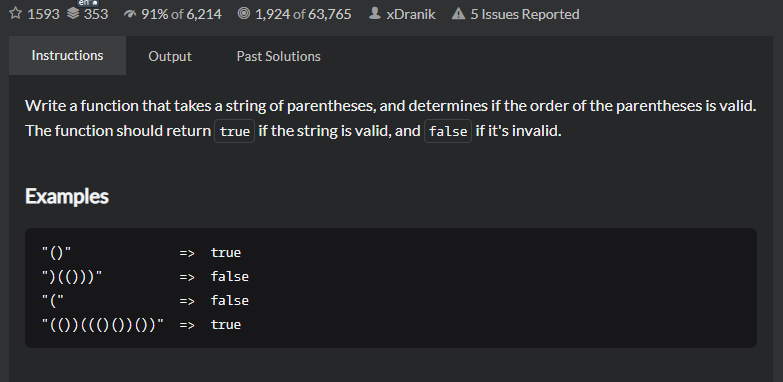 en
1593 353 91% of 6,214 1,924 of 63,765 xDranik 5 Issues Reported
Instructions Output Past Solutions
Write a function that takes a string of parentheses, and determines if the order of the parentheses is valid.
The function should return true if the string is valid, and false if it's invalid.
Examples
"()" => true
")(()))" => false
"(" => false
"(())((()())())" => true